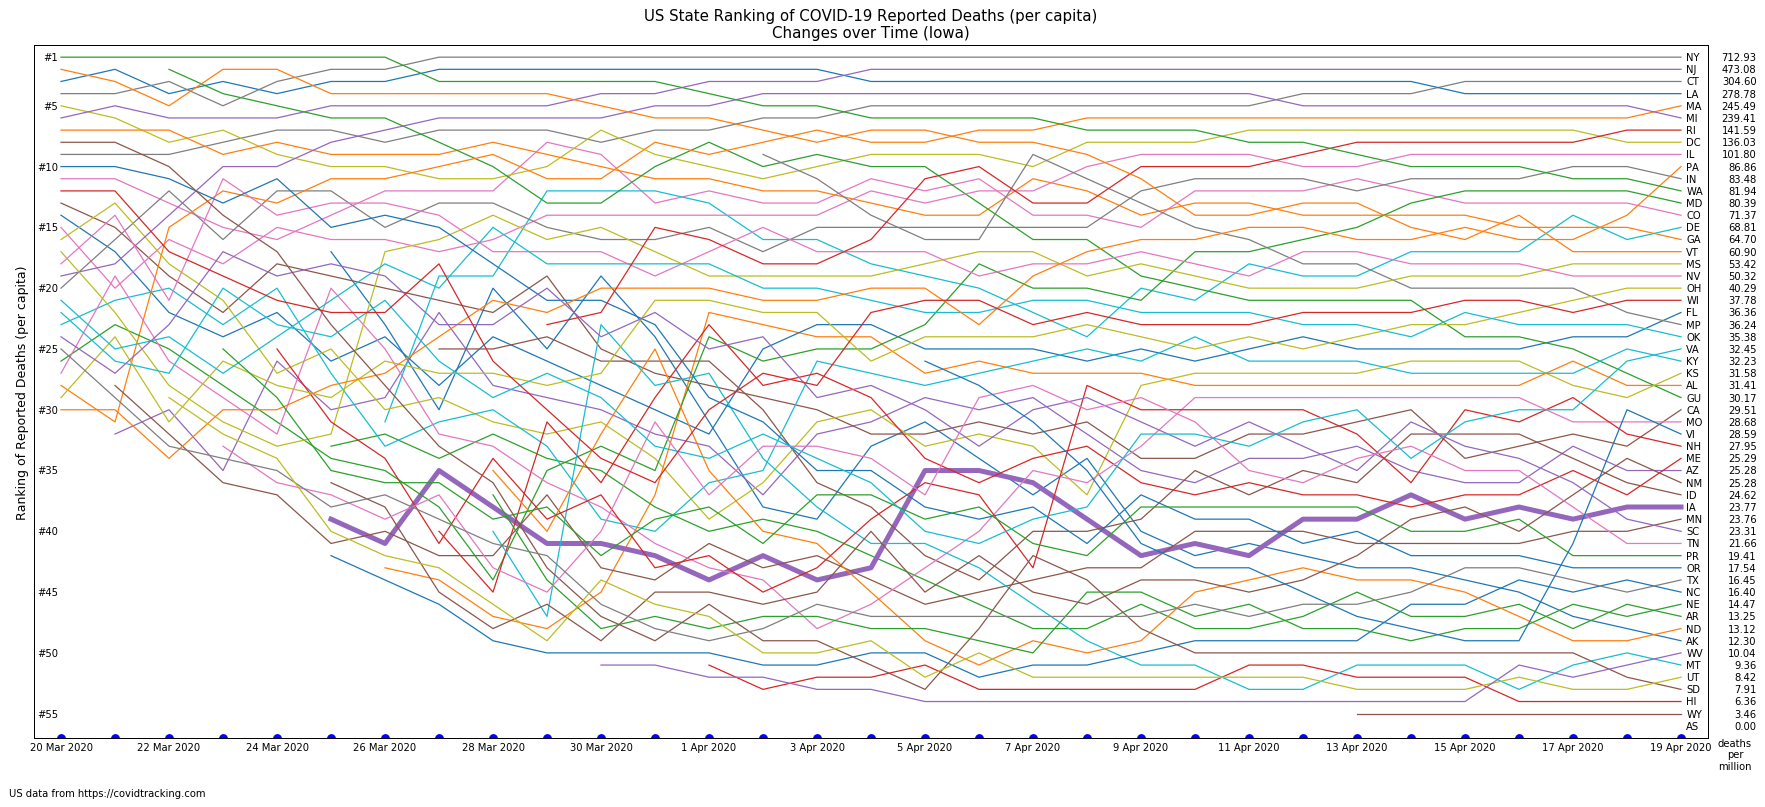 US State Ranking of COVID-19 Reported Deaths (per capita)
Changes over Time (Iowa)
Ranking of Reported Deaths (per capita)
#1
#5
#10
#15
#20
#25
#30
#35
#40
#45
#50
#55
NY 712.93
NJ 473.08
CT 304.60
LA 278.78
MA 245.49
MI 239.41
RI 141.59
DC 136.03
IL 101.80
PA 86.86
IN 83.48
WA 81.94
MD 80.39
CO 71.37
DE 68.81
GA 64.70
VT 60.90
MS 53.42
NV 50.32
OH 40.29
WI 37.78
FL 36.36
MP 36.24
OK 35.38
VA 32.45
KY 32.23
KS 31.58
AL 31.41
GU 30.17
CA 29.51
MO 28.68
VI 28.59
NH 27.95
ME 25.29
AZ 25.28
NM 25.28
ID 24.62
IA 23.77
MN 23.76
SC 23.31
TN 21.66
PR 19.41
OR 17.54
TX 16.45
NC 16.40
NE 14.47
AR 13.25
ND 13.12
AK 12.30
WV 10.04
MT 9.36
UT 8.42
SD 7.91
HI 6.36
WY 3.46
AS 0.00
20 Mar 2020 22 Mar 2020 24 Mar 2020 26 Mar 2020 28 Mar 2020 30 Mar 2020 1 Apr 2020 3 Apr 2020 5 Apr 2020 7 Apr 2020 9 Apr 2020 11 Apr 2020 13 Apr 2020 15 Apr 2020 17 Apr 2020 19 Apr 2020
deaths
per
million
US data from https://covidtracking.com